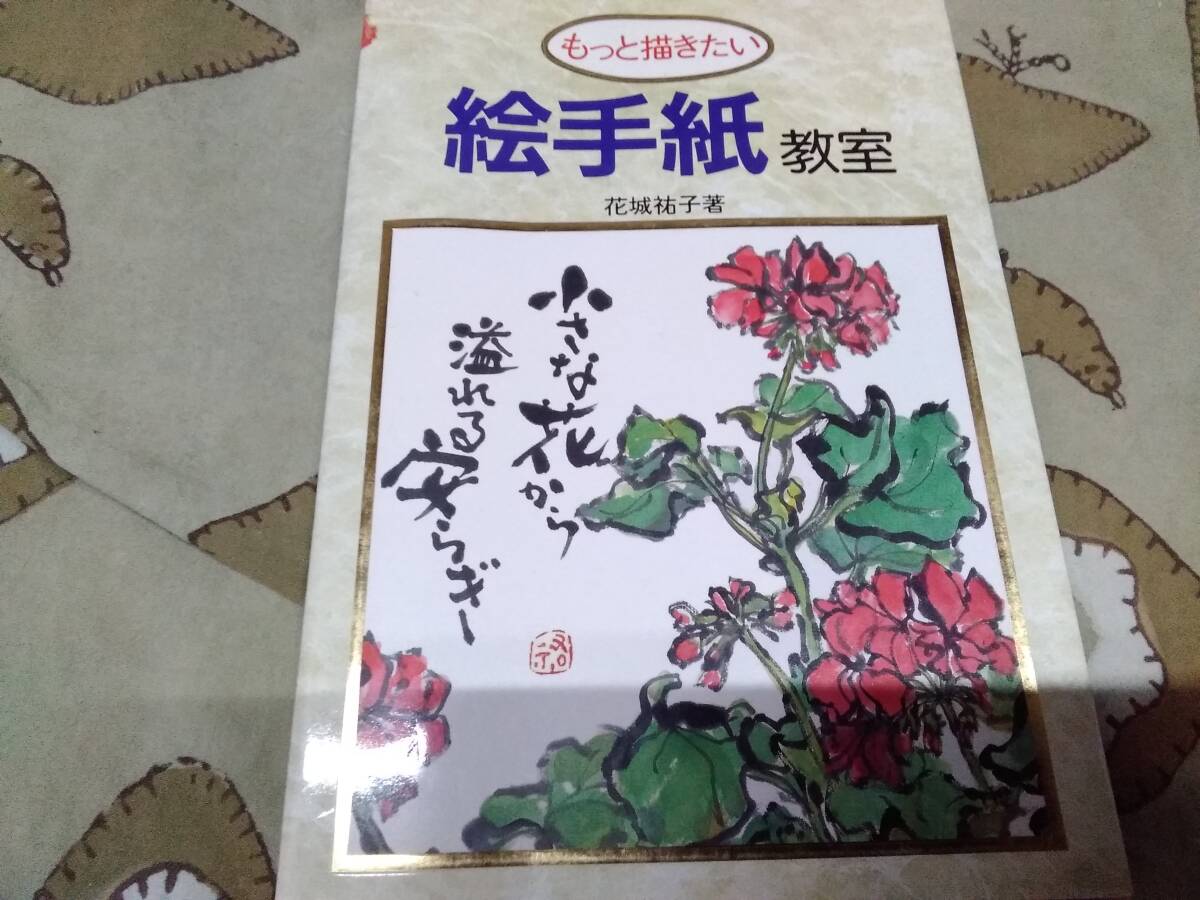 もっと描きたい
絵手紙教室
花城祐子著
小さな花から
溢れる
安らぎー